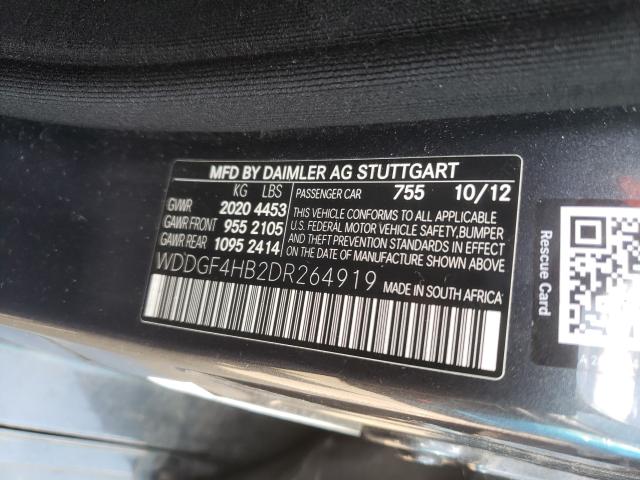 MFD BY DAIMLER AG STUTTGART
KG LBS
GVWR 2020 4453
GAWR FRONT 955 2105
GAWR REAR 1095 2414
PASSENGER CAR 755 10/12
THIS VEHICLE CONFORMS TO ALL APPLICABLE
U.S. FEDERAL MOTOR VEHICLE SAFETY, BUMPER
AND THEFT PREVENTION STANDARDS IN EFFECT
ON THE DATE OF MANUFACTURE SHOWN ABOVE
WDDGF4HB2DR264919 MADE IN SOUTH AFRICA
Rescue Card